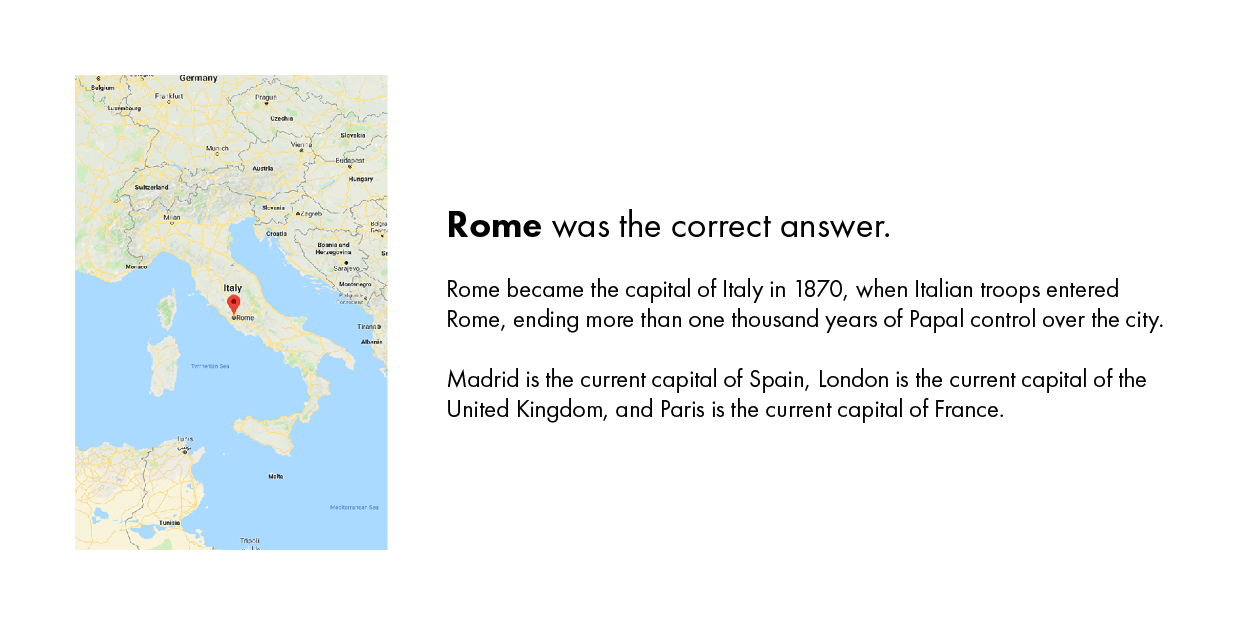 Germany
Belgium
Frankfurt
Prague
Luxembourg
Czechia
Slovakia
Munich
Vienna
Budapest
Austria
Switzerland
Hungary
Slovenia
Zagreb
Milan
Croatia
Bosnia and
Herzegovina
Monaco
Sarajevo
Italy
Montenegro
Rome
Tirana
Albania
Tyrrhenian Sea
Tunis
Malta
Mediterranean Sea
Tunisia
Tripoli
Rome was the correct answer.
Rome became the capital of Italy in 1870, when Italian troops entered
Rome, ending more than one thousand years of Papal control over the city.
Madrid is the current capital of Spain, London is the current capital of the
United Kingdom, and Paris is the current capital of France.